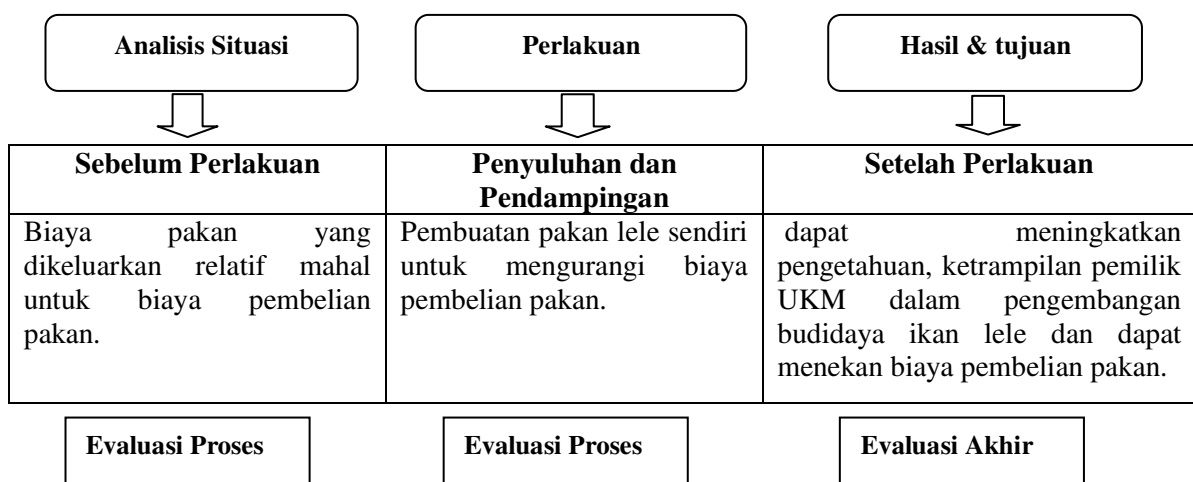 Analisis Situasi
Perlakuan
Hasil & tujuan
Sebelum Perlakuan
Penyuluhan dan
Pendampingan
Setelah Perlakuan
Biaya pakan yang
dikeluarkan relatif mahal
untuk biaya pembelian
pakan.
Pembuatan pakan lele sendiri
untuk mengurangi biaya
pembelian pakan.
dapat meningkatkan
pengetahuan, ketrampilan pemilik
UKM dalam pengembangan
budidaya ikan lele dan dapat
menekan biaya pembelian pakan.
Evaluasi Proses
Evaluasi Proses
Evaluasi Akhir